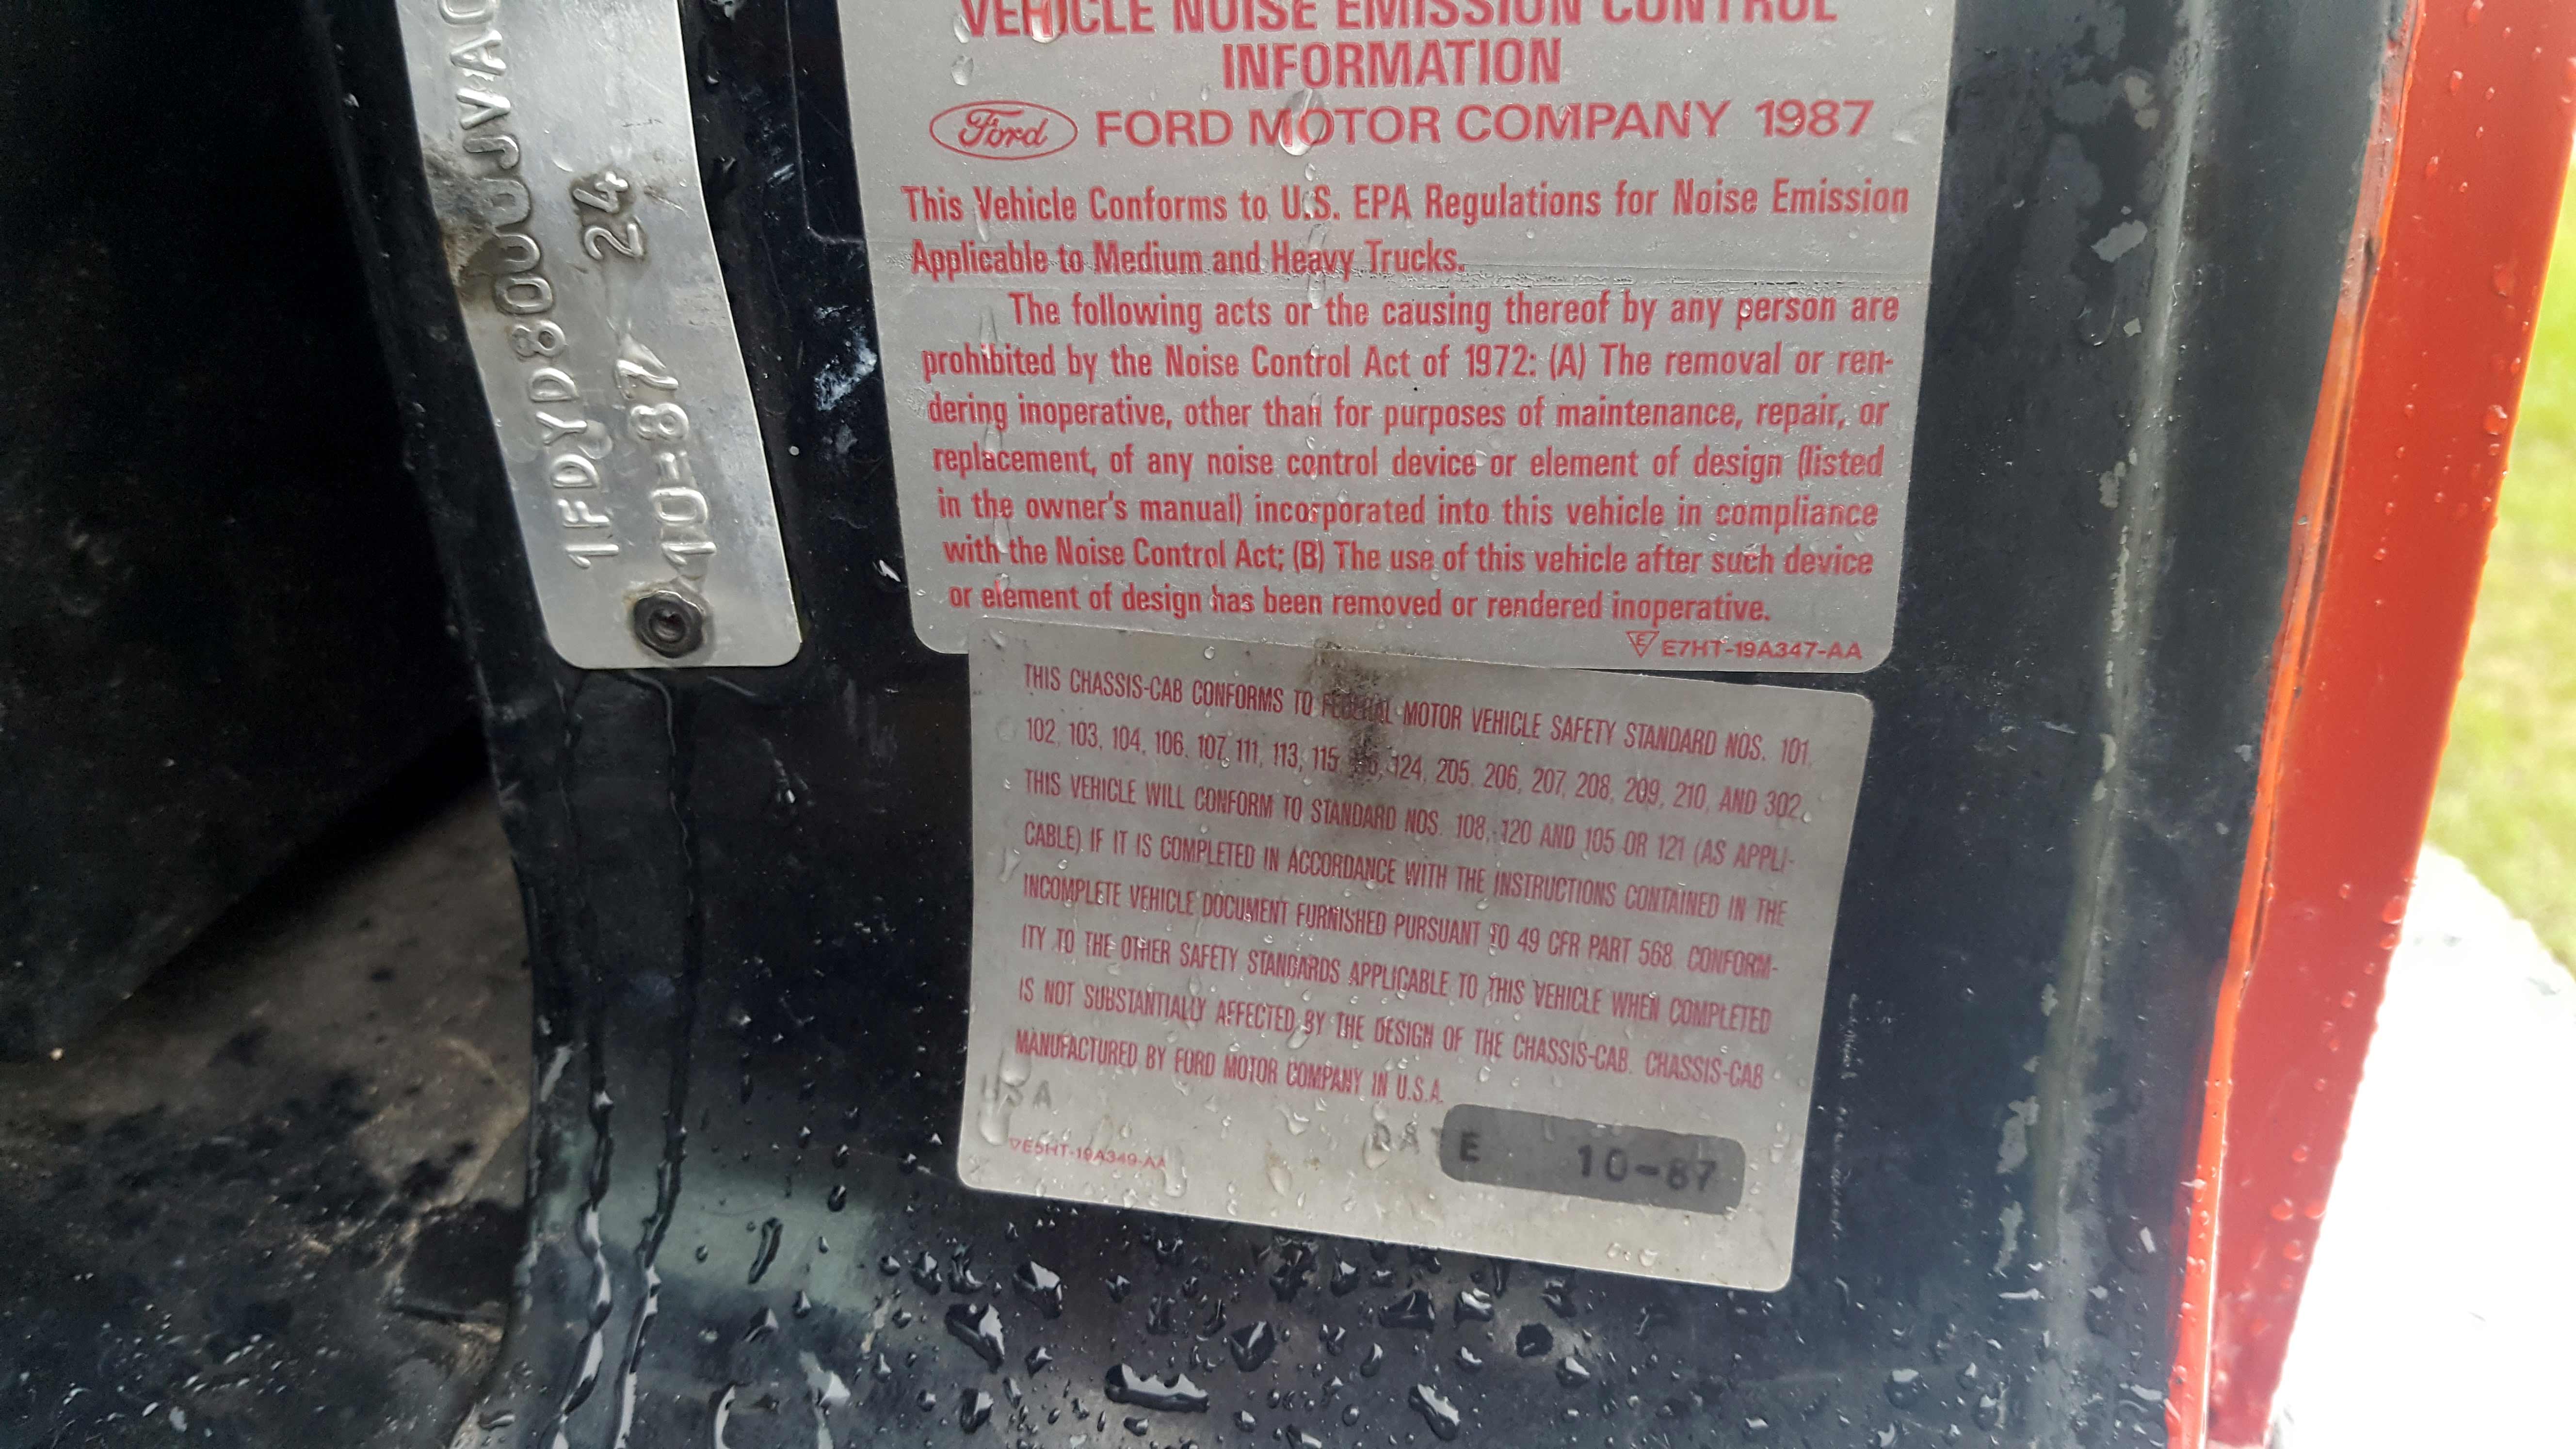 1FDYD80U0JVA0
24
10-87
VEHICLE NOISE EMISSION CONTROL
INFORMATION
Ford FORD MOTOR COMPANY 1987
This Vehicle Conforms to U.S. EPA Regulations for Noise Emission
Applicable to Medium and Heavy Trucks.
The following acts or the causing thereof by any person are
prohibited by the Noise Control Act of 1972: (A) The removal or ren-
dering inoperative, other than for purposes of maintenance, repair, or
replacement, of any noise control device or element of design (listed
in the owner's manual) incorporated into this vehicle in compliance
with the Noise Control Act; (B) The use of this vehicle after such device
or element of design has been removed or rendered inoperative.
E E7HT-19A347-AA
THIS CHASSIS-CAB CONFORMS TO FEDERAL MOTOR VEHICLE SAFETY STANDARD NOS. 101,
102, 103, 104, 106, 107, 111, 113, 115, 124, 205, 206, 207, 208, 209, 210, AND 302.
THIS VEHICLE WILL CONFORM TO STANDARD NOS. 108, 120 AND 105 OR 121 (AS APPLI-
CABLE) IF IT IS COMPLETED IN ACCORDANCE WITH THE INSTRUCTIONS CONTAINED IN THE
INCOMPLETE VEHICLE DOCUMENT FURNISHED PURSUANT TO 49 CFR PART 568. CONFORM-
ITY TO THE OTHER SAFETY STANDARDS APPLICABLE TO THIS VEHICLE WHEN COMPLETED
IS NOT SUBSTANTIALLY AFFECTED BY THE DESIGN OF THE CHASSIS-CAB. CHASSIS-CAB
MANUFACTURED BY FORD MOTOR COMPANY IN U.S.A.
USA
DATE 10-87
E5HT-19A349-AA